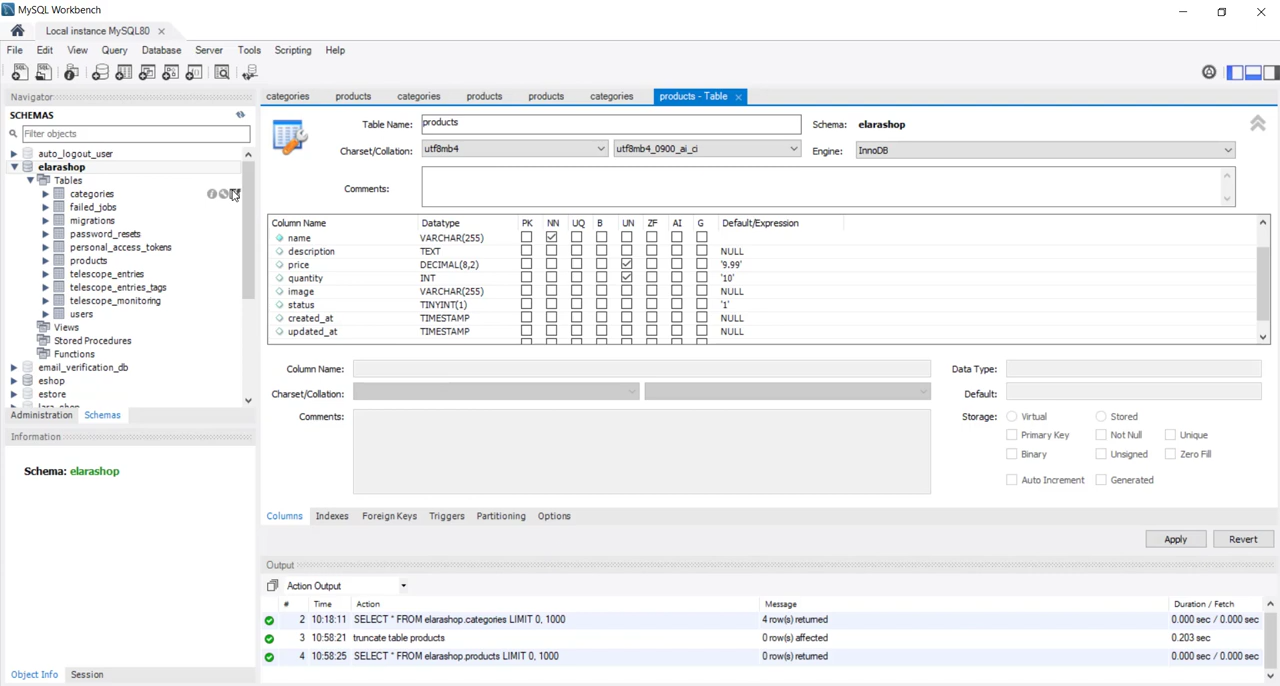 MySQL Workbench
Local instance MySQL80
File Edit View Query Database Server Tools Scripting Help
Navigator
SCHEMAS
Filter objects
auto_logout_user
elarashop
Tables
categories
failed_jobs
migrations
password_resets
personal_access_tokens
products
telescope_entries
telescope_entries_tags
telescope_monitoring
users
Views
Stored Procedures
Functions
email_verification_db
eshop
estore
Administration Schemas
Information
Schema: elarashop
Object Info Session
categories products categories products products categories products - Table
Table Name: products Schema: elarashop
Charset/Collation: utf8mb4 utf8mb4_0900_ai_ci Engine: InnoDB
Comments:
Column Name Datatype PK NN UQ B UN ZF AI G Default/Expression
name VARCHAR(255)
description TEXT NULL
price DECIMAL(8,2) '9.99'
quantity INT '10'
image VARCHAR(255) NULL
status TINYINT(1) '1'
created_at TIMESTAMP NULL
updated_at TIMESTAMP NULL
Column Name: Data Type:
Charset/Collation: Default:
Comments: Storage: Virtual Stored
Primary Key Not Null Unique
Binary Unsigned Zero Fill
Auto Increment Generated
Columns Indexes Foreign Keys Triggers Partitioning Options
Apply Revert
Output
Action Output
# Time Action Message Duration / Fetch
2 10:18:11 SELECT * FROM elarashop.categories LIMIT 0, 1000 4 row(s) returned 0.000 sec / 0.000 sec
3 10:58:21 truncate table products 0 row(s) affected 0.203 sec
4 10:58:25 SELECT * FROM elarashop.products LIMIT 0, 1000 0 row(s) returned 0.000 sec / 0.000 sec